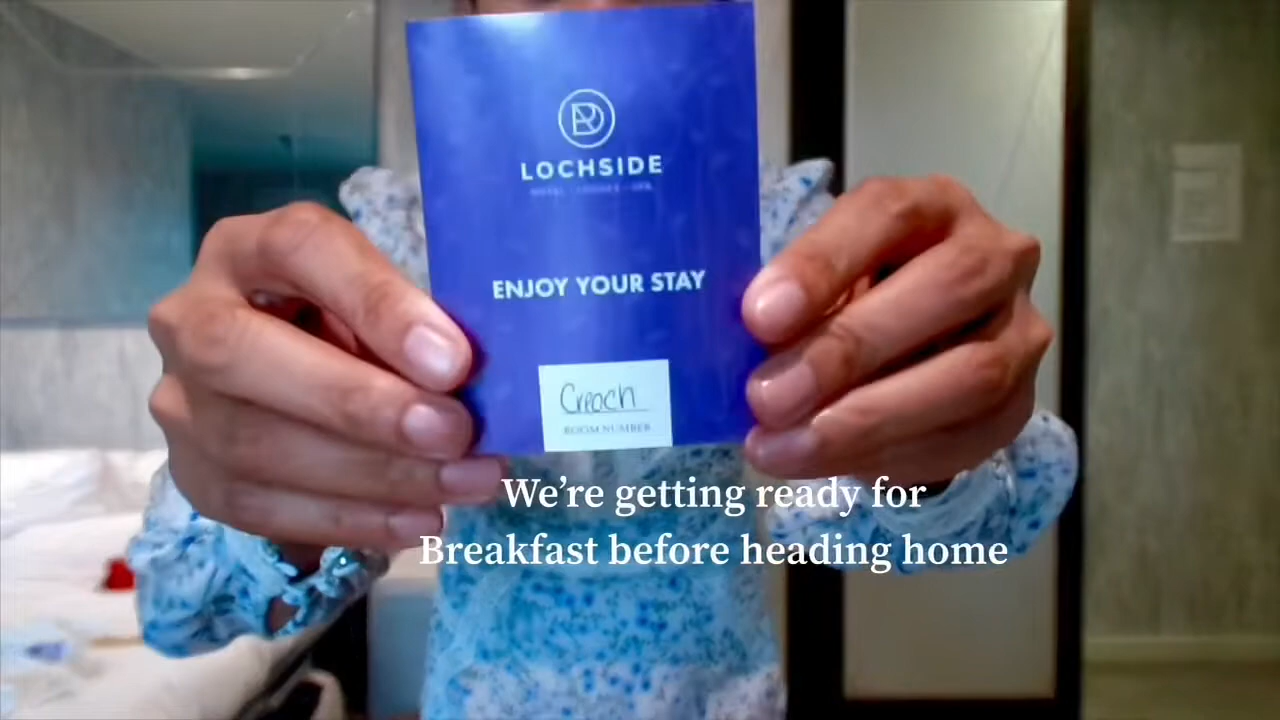 LOCHSIDE
ENJOY YOUR STAY
Creach
ROOM NUMBER
We're getting ready for
Breakfast before heading home